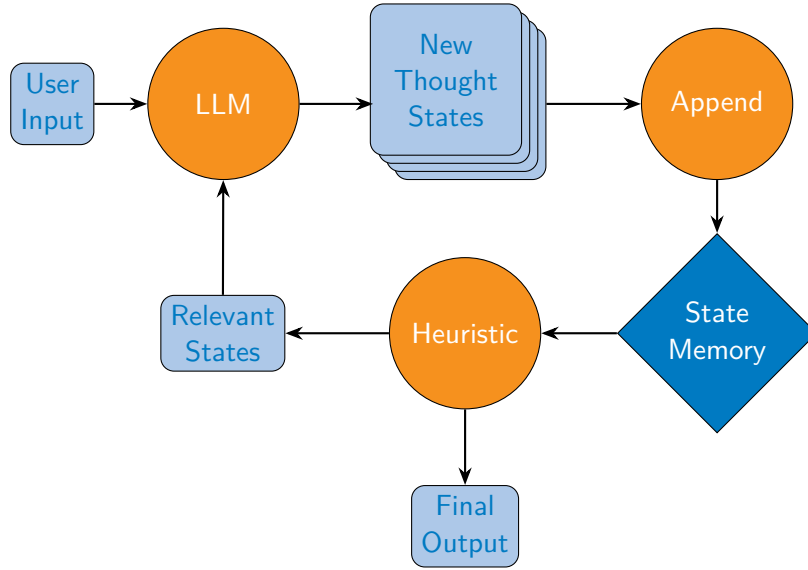 User
Input
LLM
New
Thought
States
Append
State
Memory
Heuristic
Relevant
States
Final
Output